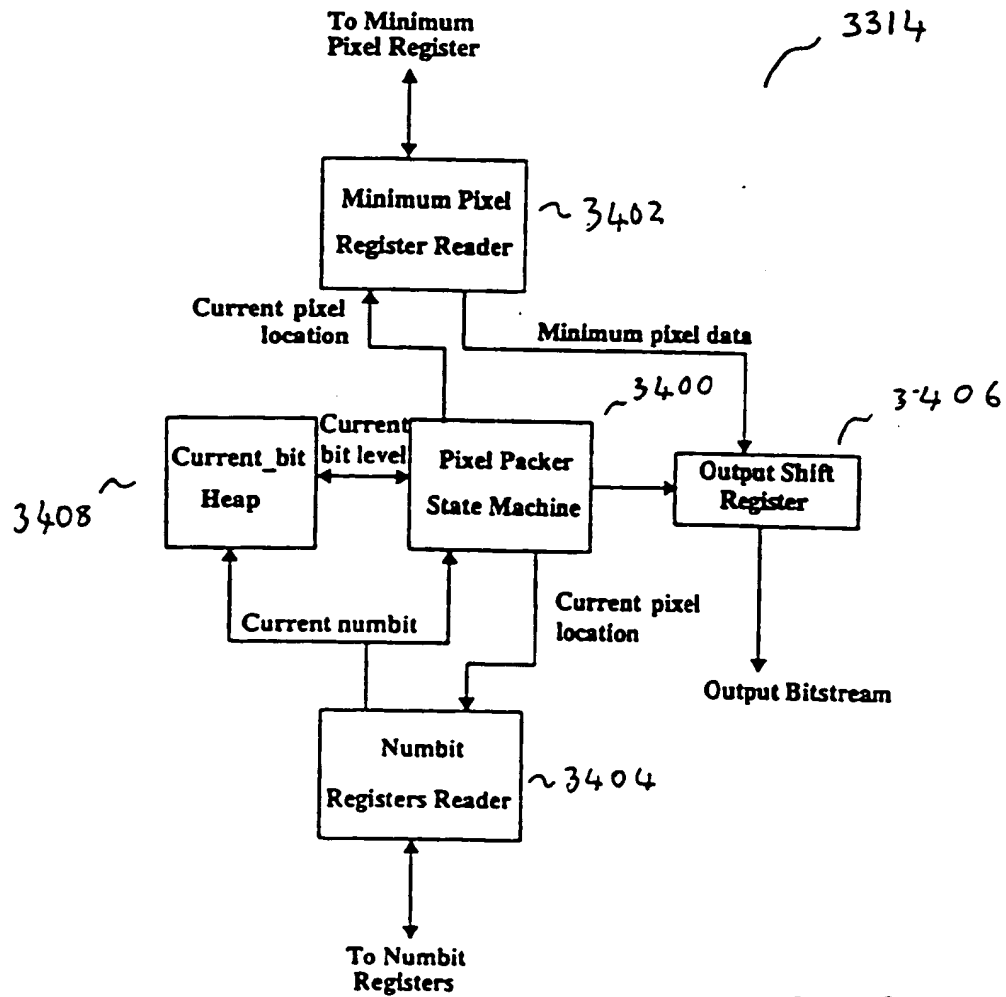 To Minimum
Pixel Register
3314
Minimum Pixel
Register Reader
3402
Current pixel
location
Minimum pixel data
3400
3406
Current
bit level
Current_bit
Heap
Pixel Packer
State Machine
Output Shift
Register
3408
Current numbit
Current pixel
location
Output Bitstream
Numbit
Registers Reader
3404
To Numbit
Registers